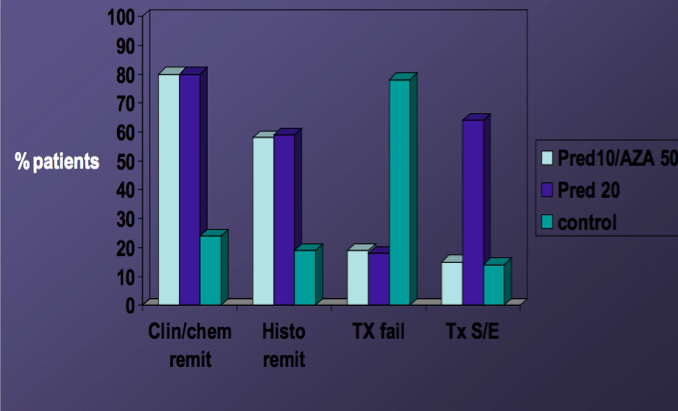 100
90
80
70
60
50
40
30
20
10
0
% patients
Clin/chem remit
Histo remit
TX fail
Tx S/E
Pred10/AZA 50
Pred 20
control